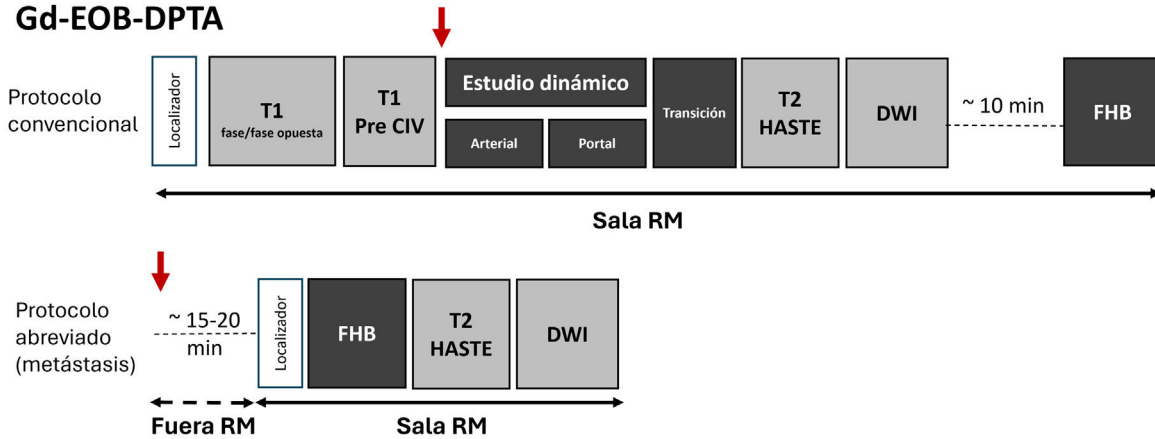 Gd-EOB-DPTA
Protocolo
convencional
Localizador
T1
fase/fase opuesta
T1
Pre CIV
Estudio dinámico
Arterial
Portal
Transición
T2
HASTE
DWI
~ 10 min
FHB
Sala RM
Protocolo
abreviado
(metástasis)
~ 15-20
min
Localizador
FHB
T2
HASTE
DWI
Fuera RM
Sala RM